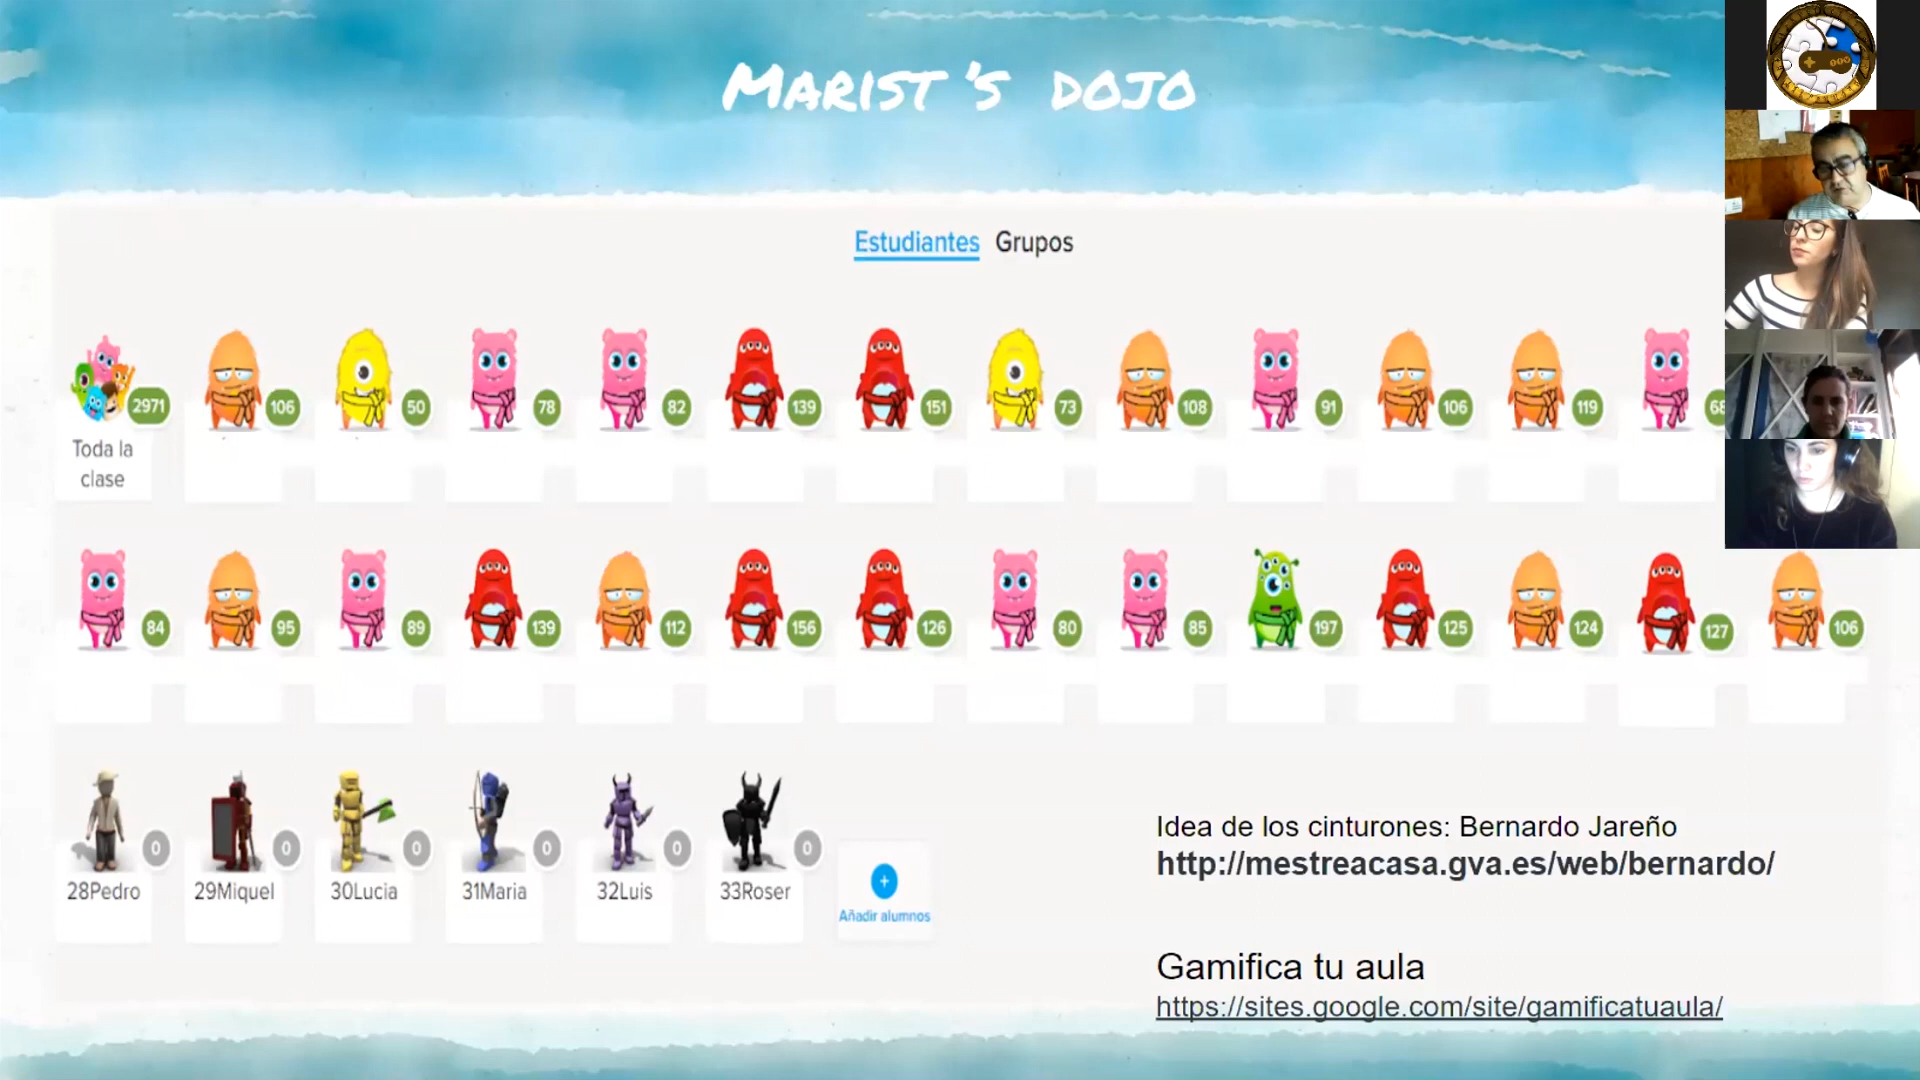 MARIST'S DOJO
Estudiantes Grupos
2971 106 50 78 82 139 151 73 108 91 106 119 68
Toda la
clase
84 95 89 139 112 156 126 80 85 197 125 124 127 106
0 0 0 0 0 0
28Pedro 29Miquel 30Lucia 31Maria 32Luis 33Roser
+
Añadir alumnos
Idea de los cinturones: Bernardo Jareño
http://mestreacasa.gva.es/web/bernardo/
Gamifica tu aula
https://sites.google.com/site/gamificatuaula/